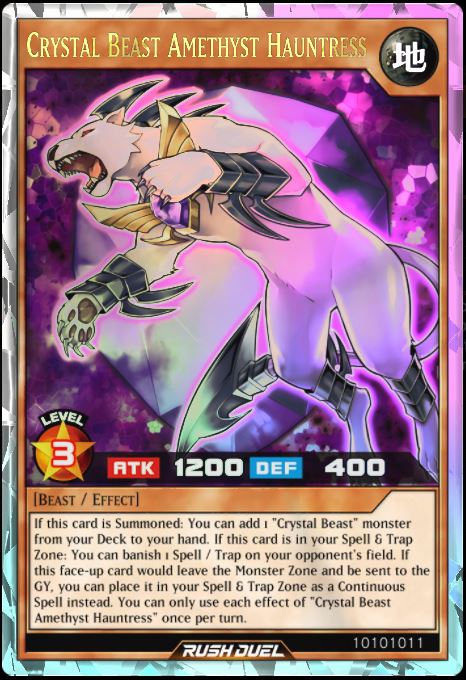 Crystal Beast Amethyst Hauntress
地
LEVEL
3
ATK 1200 DEF 400
[Beast / Effect]
If this card is Summoned: You can add 1 "Crystal Beast" monster
from your Deck to your hand. If this card is in your Spell & Trap
Zone: You can banish 1 Spell / Trap on your opponent's field. If
this face-up card would leave the Monster Zone and be sent to the
GY, you can place it in your Spell & Trap Zone as a Continuous
Spell instead. You can only use each effect of "Crystal Beast
Amethyst Hauntress" once per turn.
10101011
RUSH DUEL